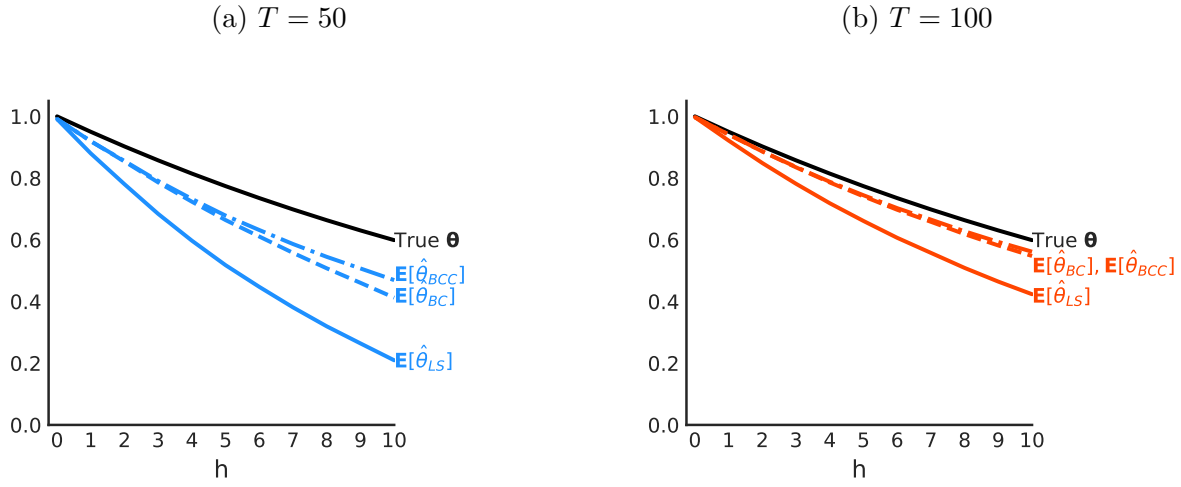 (a) T = 50
1.0
0.8
0.6
0.4
0.2
0.0
True θ
E[θ̂_BCC]
E[θ̂_BC]
E[θ̂_LS]
0 1 2 3 4 5 6 7 8 9 10
h
(b) T = 100
1.0
0.8
0.6
0.4
0.2
0.0
True θ
E[θ̂_BC], E[θ̂_BCC]
E[θ̂_LS]
0 1 2 3 4 5 6 7 8 9 10
h